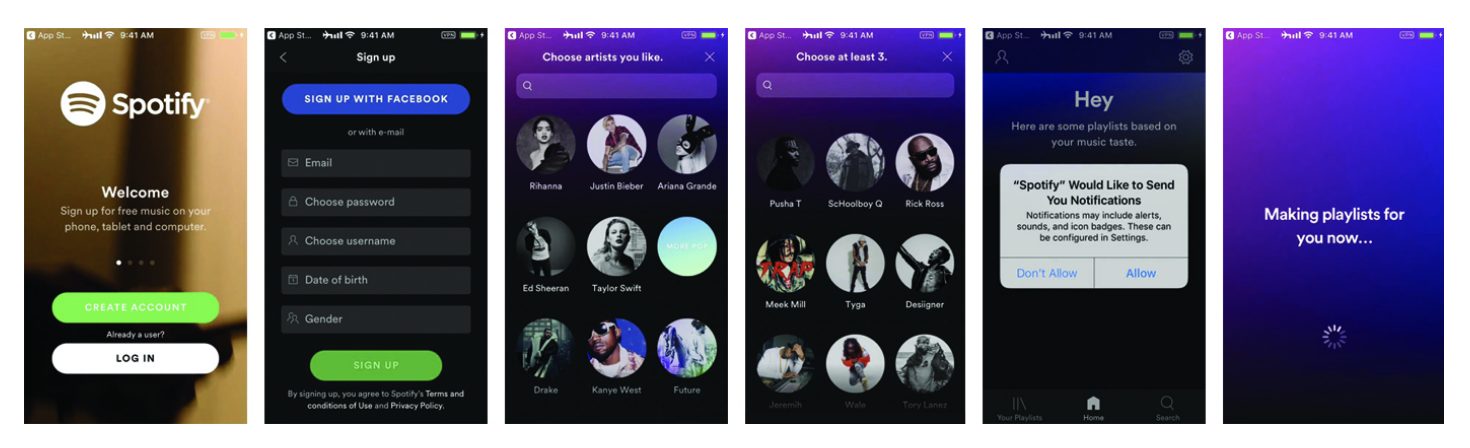 App St... 9:41 AM VPN
Spotify
Welcome
Sign up for free music on your
phone, tablet and computer.
CREATE ACCOUNT
Already a user?
LOG IN
App St... 9:41 AM VPN
Sign up
SIGN UP WITH FACEBOOK
or with e-mail
Email
Choose password
Choose username
Date of birth
Gender
SIGN UP
By signing up, you agree to Spotify's Terms and
conditions of Use and Privacy Policy.
App St... 9:41 AM VPN
Choose artists you like.
Rihanna Justin Bieber Ariana Grande
MORE POP
Ed Sheeran Taylor Swift
Drake Kanye West Future
App St... 9:41 AM VPN
Choose at least 3.
Pusha T ScHoolboy Q Rick Ross
TRAP
Meek Mill Tyga Desiigner
Jeremih Wale Tory Lanez
App St... 9:41 AM VPN
Hey
Here are some playlists based on
your music taste.
“Spotify” Would Like to Send
You Notifications
Notifications may include alerts,
sounds, and icon badges. These can
be configured in Settings.
Don't Allow Allow
Your Playlists Home Search
App St... 9:41 AM VPN
Making playlists for
you now...